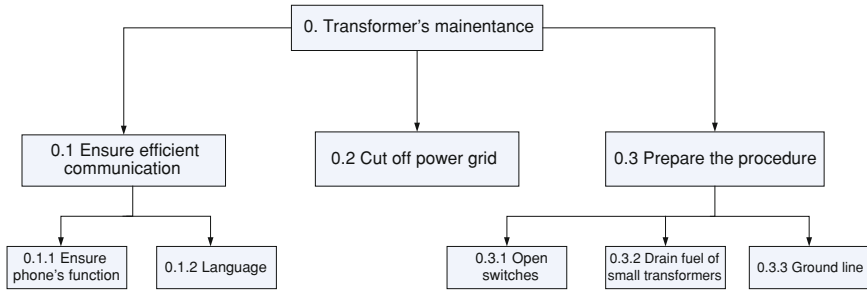 0. Transformer's mainentance
0.1 Ensure efficient
communication
0.2 Cut off power grid
0.3 Prepare the procedure
0.1.1 Ensure
phone's function
0.1.2 Language
0.3.1 Open
switches
0.3.2 Drain fuel of
small transformers
0.3.3 Ground line